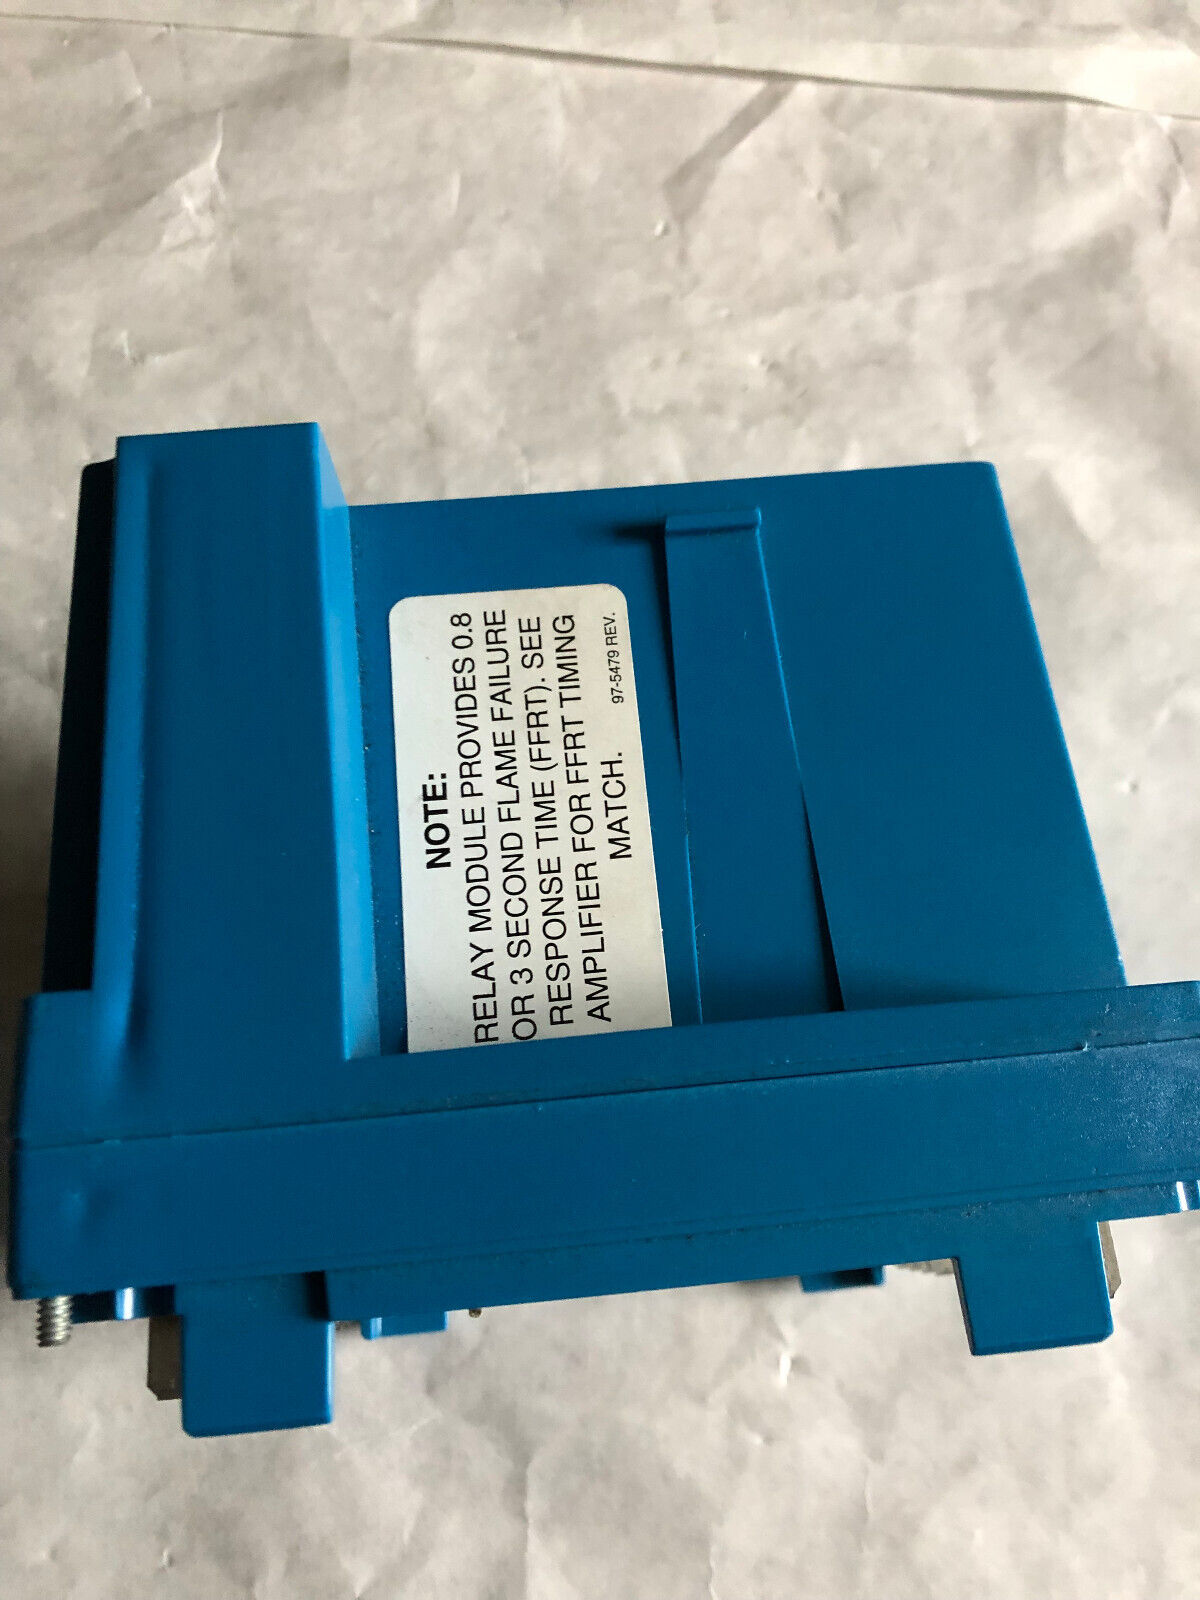 NOTE:
RELAY MODULE PROVIDES 0.8
OR 3 SECOND FLAME FAILURE
RESPONSE TIME (FFRT). SEE
AMPLIFIER FOR FFRT TIMING
MATCH.
97-5479 REV.